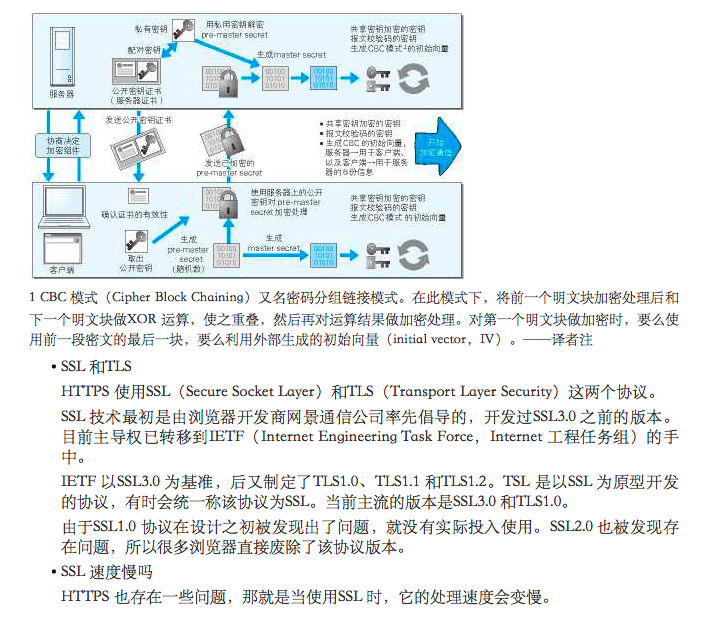 私有密钥
用私用密钥解密
pre-master secret
配对密钥
生成master secret
共享密钥加密的密钥
报文校验码的密钥
生成CBC模式¹的初始向量
服务器
公开密钥证书
(服务器证书)
发送公开密钥证书
协商决定
加密组件
发送已加密的
pre-master secret
• 共享密钥加密的密钥
• 报文校验码的密钥
• 生成CBC 的初始向量,
服务器→用于客户端,
以及客户端→用于服务
器的6份信息
开始
加密通信
确认证书的有效性
使用服务器上的公开
密钥对 pre-master
secret 加密处理
共享密钥加密的密钥
报文校验码的密钥
生成CBC模式 的初始向量
取出
公开密钥
生成
pre-master
secret
(随机数)
生成
master secret
客户端
1 CBC 模式（Cipher Block Chaining）又名密码分组链接模式。在此模式下，将前一个明文块加密处理后和
下一个明文块做XOR 运算，使之重叠，然后再对运算结果做加密处理。对第一个明文块做加密时，要么使
用前一段密文的最后一块，要么利用外部生成的初始向量（initial vector，IV）。——译者注
• SSL 和TLS
HTTPS 使用SSL（Secure Socket Layer）和TLS（Transport Layer Security）这两个协议。
SSL 技术最初是由浏览器开发商网景通信公司率先倡导的，开发过SSL3.0 之前的版本。
目前主导权已转移到IETF（Internet Engineering Task Force，Internet 工程任务组）的手
中。
IETF 以SSL3.0 为基准，后又制定了TLS1.0、TLS1.1 和TLS1.2。TSL 是以SSL 为原型开发
的协议，有时会统一称该协议为SSL。当前主流的版本是SSL3.0 和TLS1.0。
由于SSL1.0 协议在设计之初被发现出了问题，就没有实际投入使用。SSL2.0 也被发现存
在问题，所以很多浏览器直接废除了该协议版本。
• SSL 速度慢吗
HTTPS 也存在一些问题，那就是当使用SSL 时，它的处理速度会变慢。